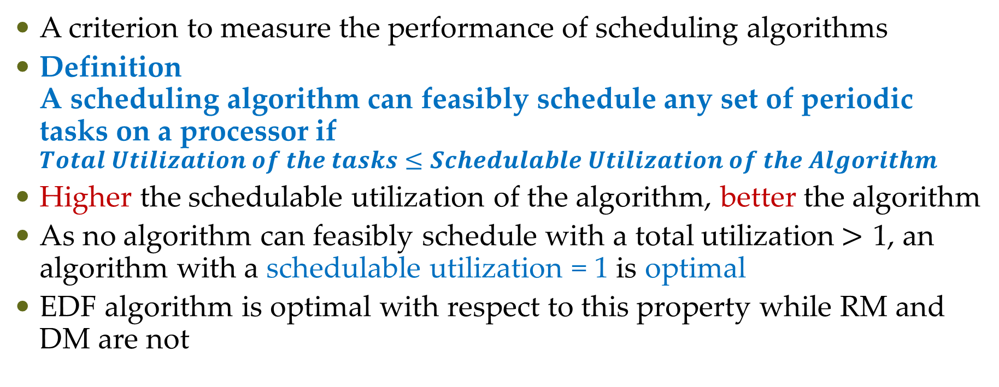 • A criterion to measure the performance of scheduling algorithms
• Definition
A scheduling algorithm can feasibly schedule any set of periodic
tasks on a processor if
Total Utilization of the tasks ≤ Schedulable Utilization of the Algorithm
• Higher the schedulable utilization of the algorithm, better the algorithm
• As no algorithm can feasibly schedule with a total utilization > 1, an
algorithm with a schedulable utilization = 1 is optimal
• EDF algorithm is optimal with respect to this property while RM and
DM are not